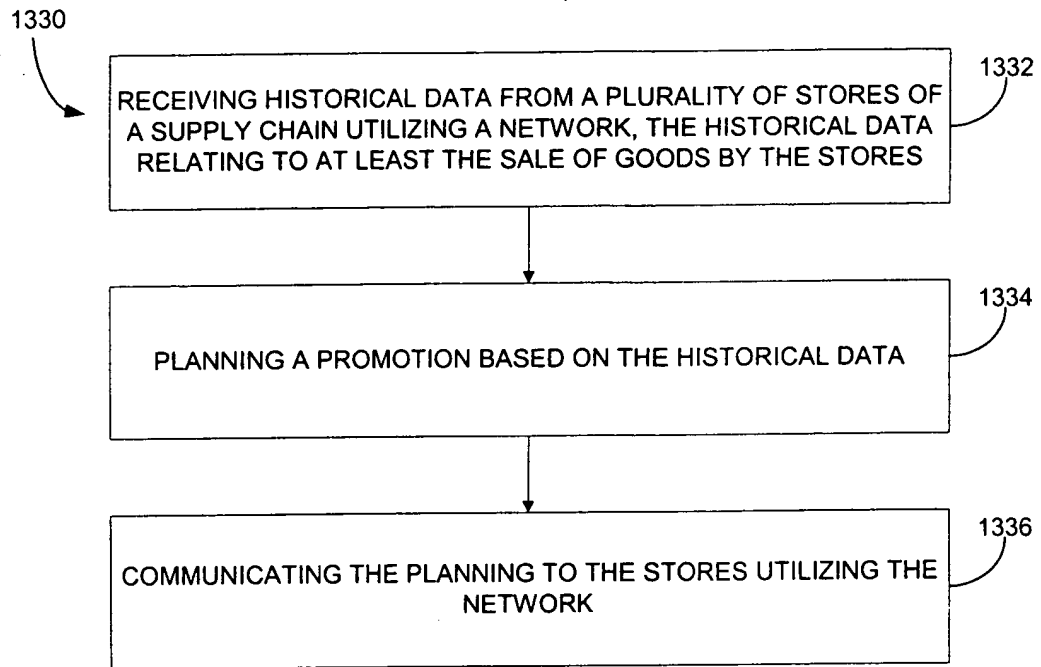 1330
1332
RECEIVING HISTORICAL DATA FROM A PLURALITY OF STORES OF
A SUPPLY CHAIN UTILIZING A NETWORK, THE HISTORICAL DATA
RELATING TO AT LEAST THE SALE OF GOODS BY THE STORES
1334
PLANNING A PROMOTION BASED ON THE HISTORICAL DATA
1336
COMMUNICATING THE PLANNING TO THE STORES UTILIZING THE
NETWORK